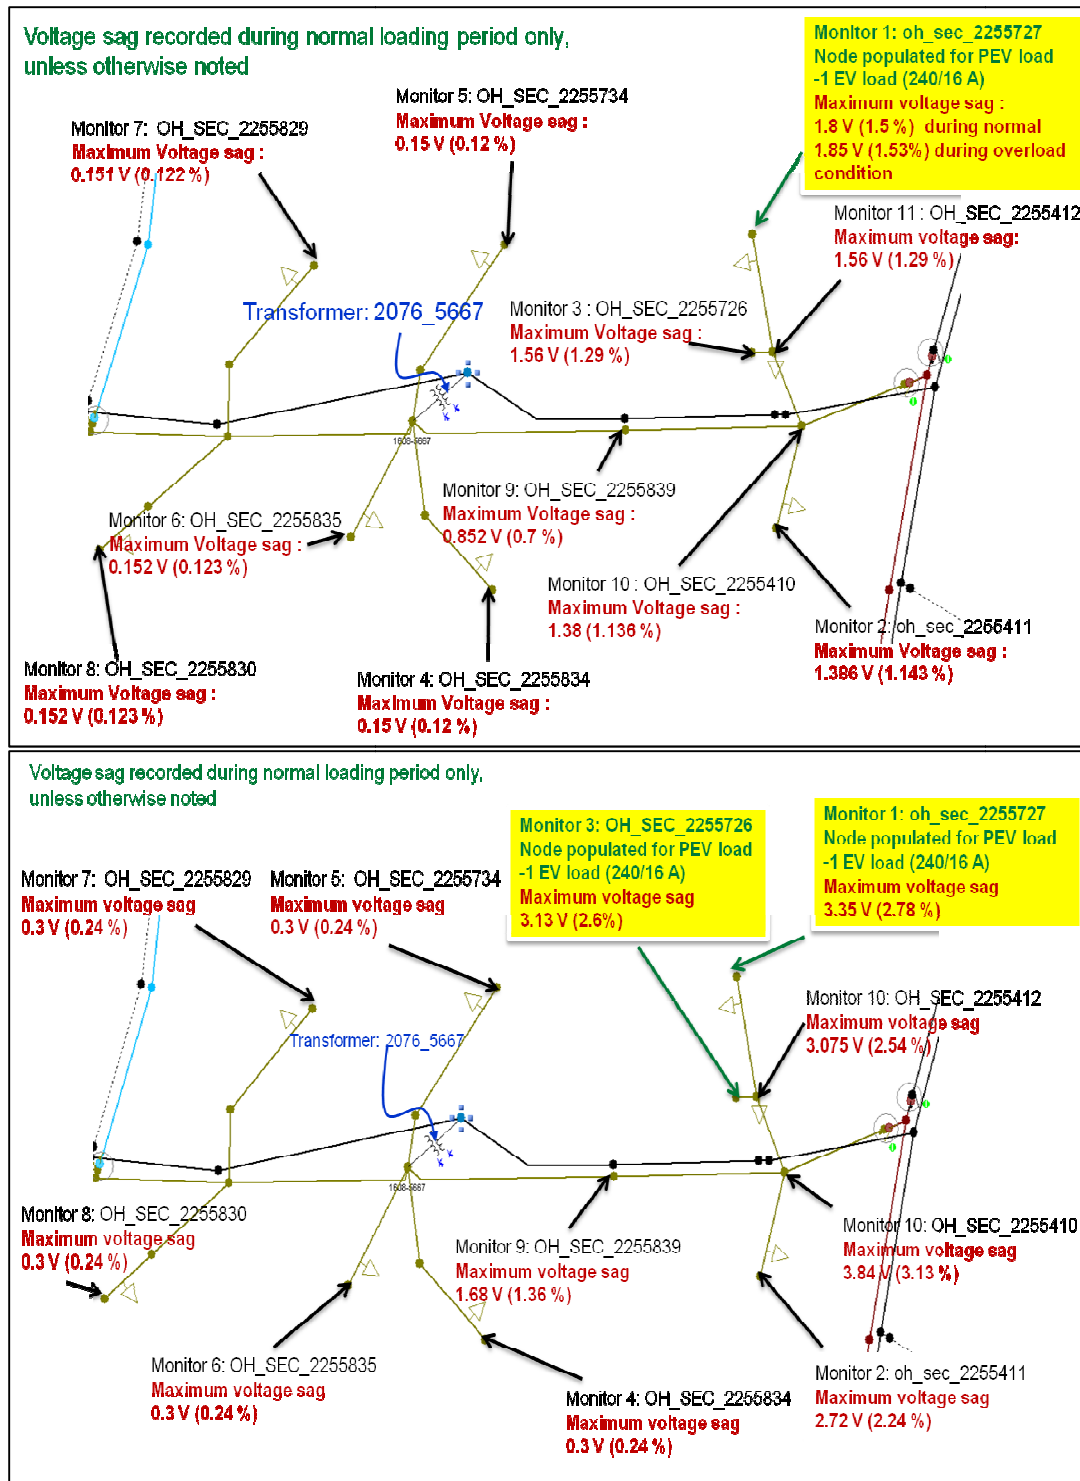 Voltage sag recorded during normal loading period only,
unless otherwise noted
Monitor 1: oh_sec_2255727
Node populated for PEV load
-1 EV load (240/16 A)
Maximum voltage sag :
1.8 V (1.5 %) during normal
1.85 V (1.53%) during overload
condition
Monitor 5: OH_SEC_2255734
Maximum Voltage sag :
0.15 V (0.12 %)
Monitor 7: OH_SEC_2255829
Maximum Voltage sag :
0.151 V (0.122 %)
Monitor 11 : OH_SEC_2255412
Maximum voltage sag:
1.56 V (1.29 %)
Transformer: 2076_5667
Monitor 3 : OH_SEC_2255726
Maximum Voltage sag :
1.56 V (1.29 %)
1608-5667
Monitor 9: OH_SEC_2255839
Maximum Voltage sag :
0.852 V (0.7 %)
Monitor 6: OH_SEC_2255835
Maximum Voltage sag :
0.152 V (0.123 %)
Monitor 10 : OH_SEC_2255410
Maximum Voltage sag :
1.38 (1.136 %)
Monitor 2: oh_sec_2255411
Maximum Voltage sag :
1.386 V (1.143 %)
Monitor 8: OH_SEC_2255830
Maximum Voltage sag :
0.152 V (0.123 %)
Monitor 4: OH_SEC_2255834
Maximum Voltage sag :
0.15 V (0.12 %)
Voltage sag recorded during normal loading period only,
unless otherwise noted
Monitor 3: OH_SEC_2255726
Node populated for PEV load
-1 EV load (240/16 A)
Maximum voltage sag
3.13 V (2.6%)
Monitor 1: oh_sec_2255727
Node populated for PEV load
-1 EV load (240/16 A)
Maximum voltage sag
3.35 V (2.78 %)
Monitor 7: OH_SEC_2255829
Maximum voltage sag
0.3 V (0.24 %)
Monitor 5: OH_SEC_2255734
Maximum voltage sag
0.3 V (0.24 %)
Monitor 10: OH_SEC_2255412
Maximum voltage sag
3.075 V (2.54 %)
Transformer: 2076_5667
1608-5667
Monitor 8: OH_SEC_2255830
Maximum voltage sag
0.3 V (0.24 %)
Monitor 9: OH_SEC_2255839
Maximum voltage sag
1.68 V (1.36 %)
Monitor 10: OH_SEC_2255410
Maximum voltage sag
3.84 V (3.13 %)
Monitor 6: OH_SEC_2255835
Maximum voltage sag
0.3 V (0.24 %)
Monitor 4: OH_SEC_2255834
Maximum voltage sag
0.3 V (0.24 %)
Monitor 2: oh_sec_2255411
Maximum voltage sag
2.72 V (2.24 %)